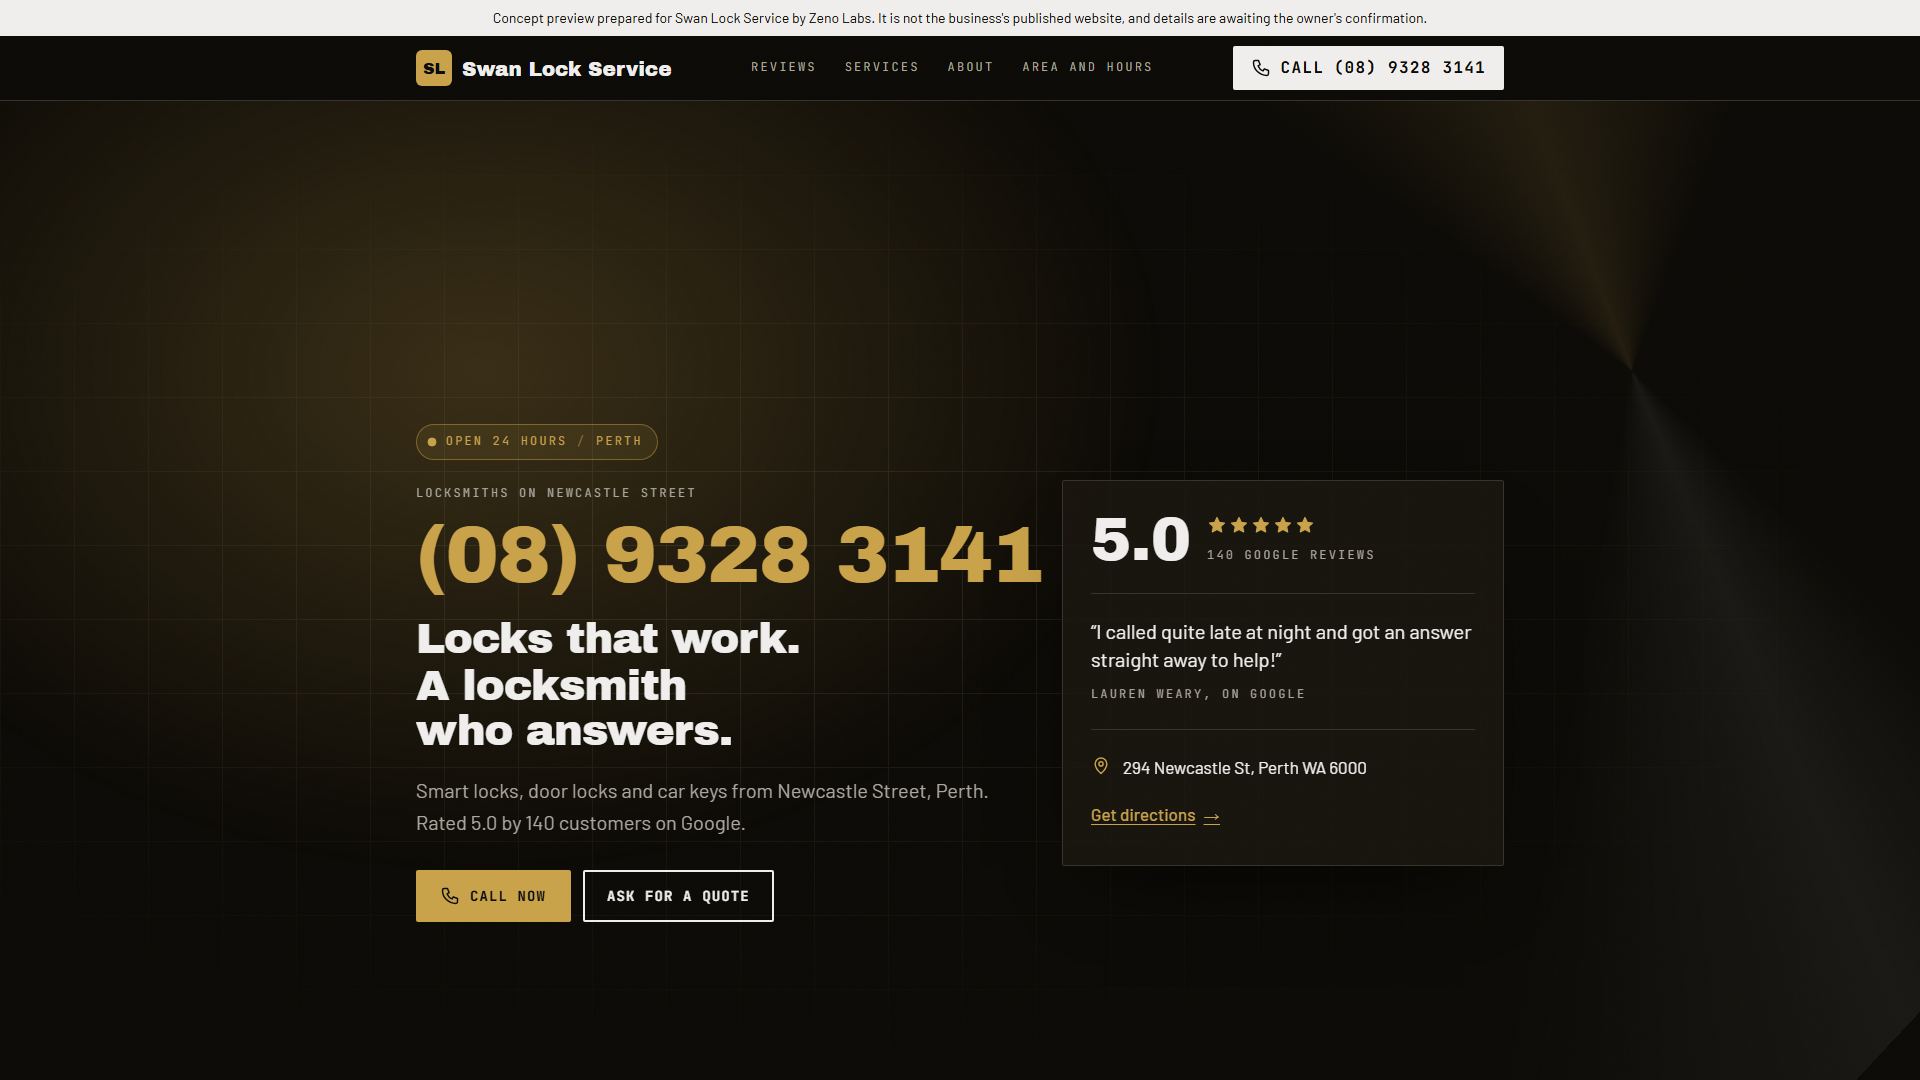 Concept preview prepared for Swan Lock Service by Zeno Labs. It is not the business's published website, and details are awaiting the owner's confirmation.
SL Swan Lock Service
REVIEWS SERVICES ABOUT AREA AND HOURS
CALL (08) 9328 3141
OPEN 24 HOURS / PERTH
LOCKSMITHS ON NEWCASTLE STREET
(08) 9328 3141
Locks that work.
A locksmith
who answers.
Smart locks, door locks and car keys from Newcastle Street, Perth.
Rated 5.0 by 140 customers on Google.
CALL NOW
ASK FOR A QUOTE
5.0
140 GOOGLE REVIEWS
“I called quite late at night and got an answer
straight away to help!”
LAUREN WEARY, ON GOOGLE
294 Newcastle St, Perth WA 6000
Get directions →